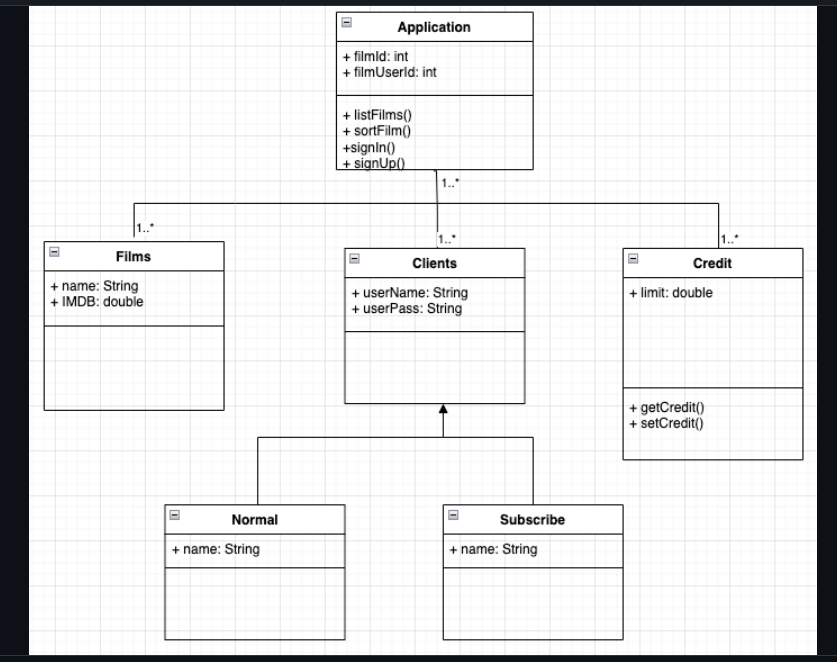 Application
+ filmId: int
+ filmUserId: int
+ listFilms()
+ sortFilm()
+signIn()
+ signUp()
1..*
1..*
1..*
1..*
Films
+ name: String
+ IMDB: double
Clients
+ userName: String
+ userPass: String
Credit
+ limit: double
+ getCredit()
+ setCredit()
Normal
+ name: String
Subscribe
+ name: String